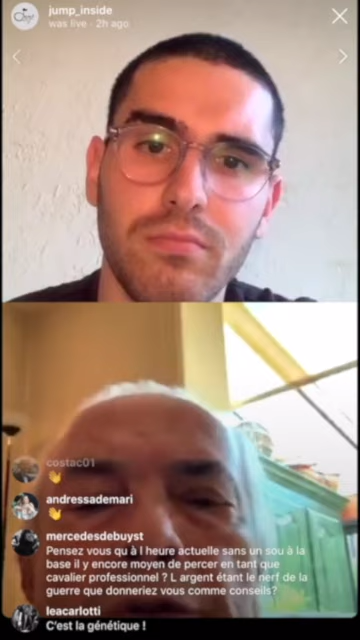 jump_inside
was live · 2h ago
costac01
andressademari
mercedesdebuyst
Pensez vous qu à l heure actuelle sans un sou à la
base il y encore moyen de percer en tant que
cavalier professionnel ? L argent étant le nerf de la
guerre que donneriez vous comme conseils?
leacarlotti
C'est la génétique !